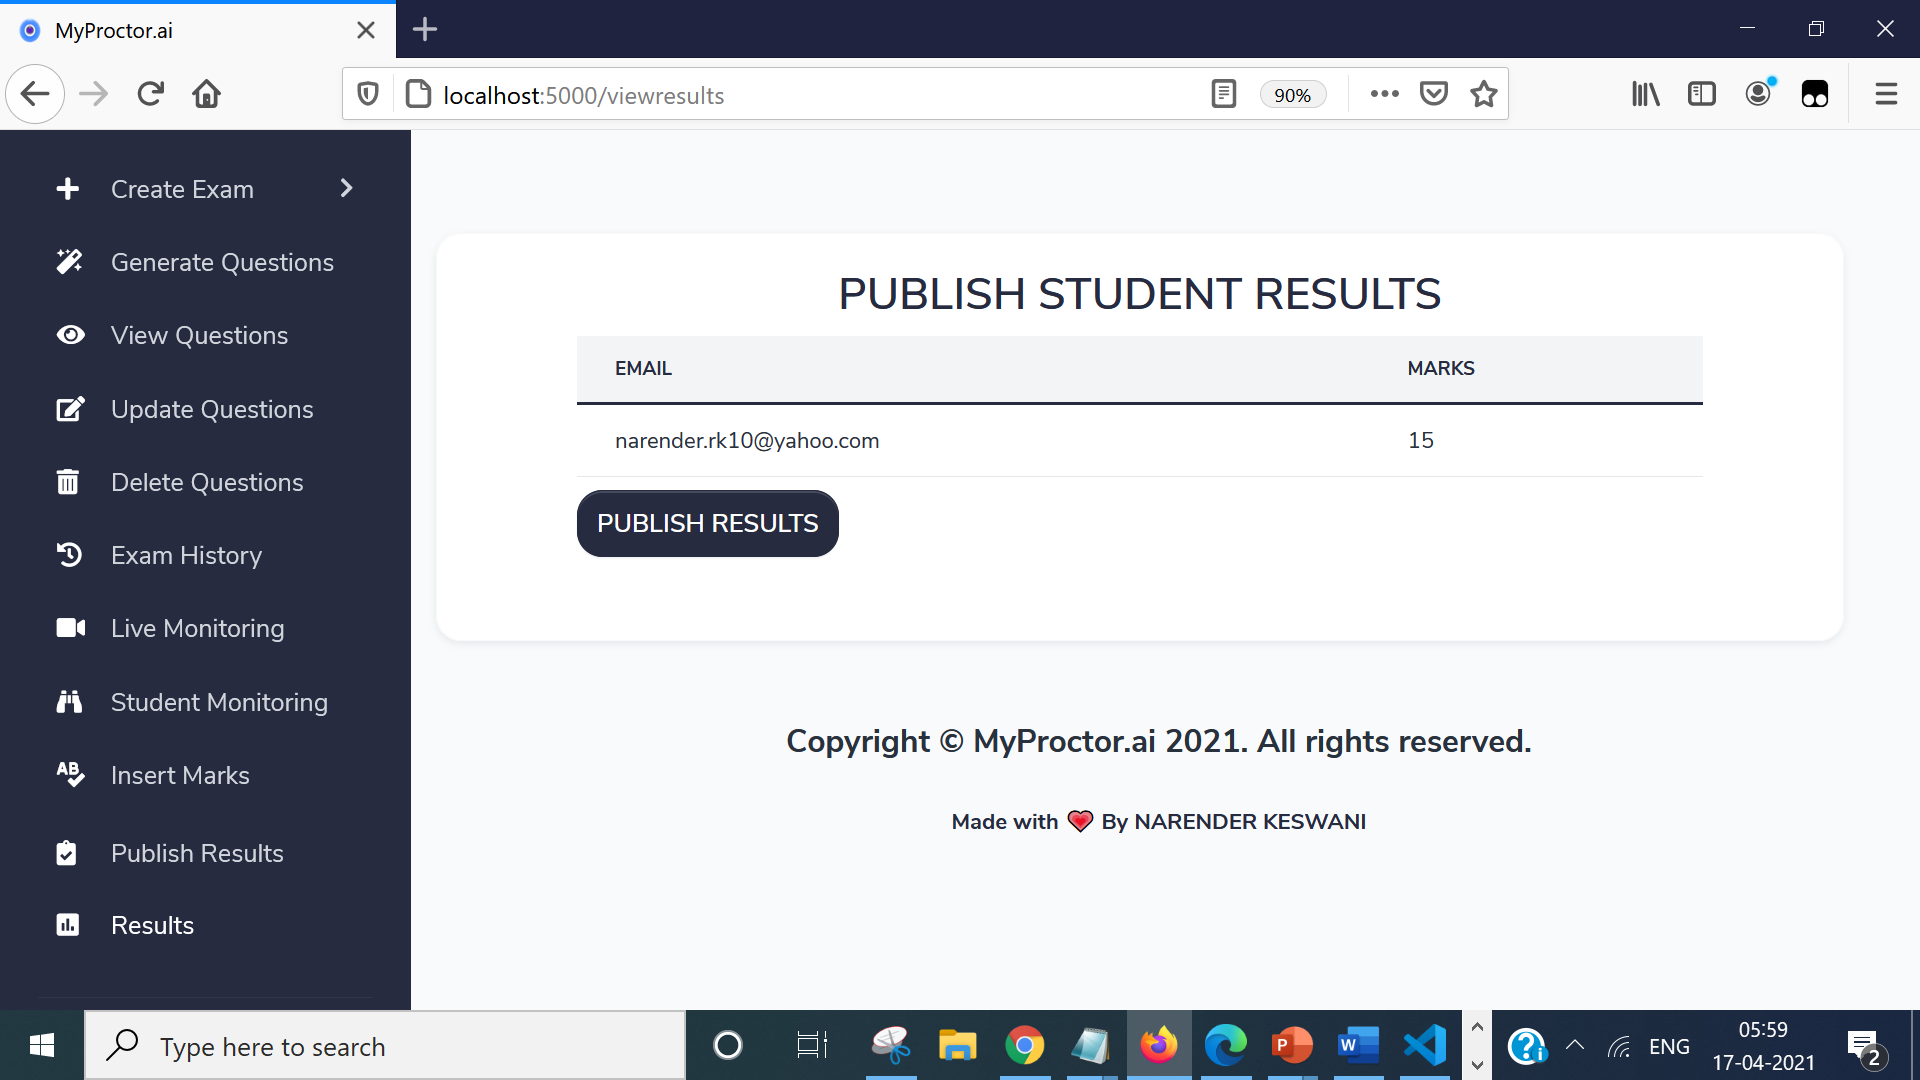 MyProctor.ai
localhost:5000/viewresults
90%
Create Exam
Generate Questions
View Questions
Update Questions
Delete Questions
Exam History
Live Monitoring
Student Monitoring
Insert Marks
Publish Results
Results
PUBLISH STUDENT RESULTS
EMAIL MARKS
narender.rk10@yahoo.com 15
PUBLISH RESULTS
Copyright © MyProctor.ai 2021. All rights reserved.
Made with ❤ By NARENDER KESWANI
Type here to search
ENG
05:59
17-04-2021
2